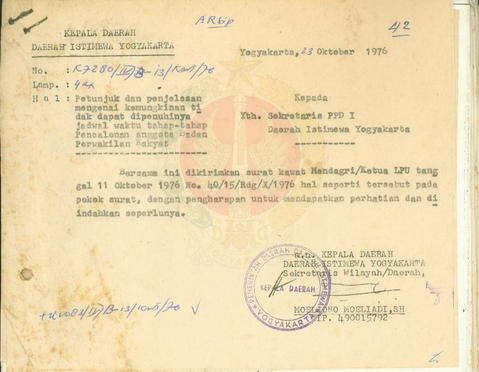 ARSip
42
KEPALA DAERAH
DAERAH ISTIMEWA YOGYAKARTA
Yogyakarta, 23 Oktober 1976
No. : K7280/
Lamp. :
Hal : Petunjuk dan penjelasan
mengenai kemungkinan ti
dak dapat dipenuhinya
jadwal waktu tahap-tahap
Pencalonan anggota Badan
Perwakilan Rakyat
Kepada
Yth. Sekretaris PPD I
Daerah Istimewa Yogyakarta
Bersama ini dikirimkan surat kawat Mendagri/Ketua LPU tang
gal 11 Oktober 1976 No. 40/15/Rdg/X/1976 hal seperti tersebut pada
pokok surat, dengan pengharapan untuk mendapatkan perhatian dan di
indahkan seperlunya.
a.n. KEPALA DAERAH
DAERAH ISTIMEWA YOGYAKARTA
Sekretaris Wilayah/Daerah,
KEPALA DAERAH
YOGYAKARTA
MOELJONO MOELIADI,SH
NIP. 490015792